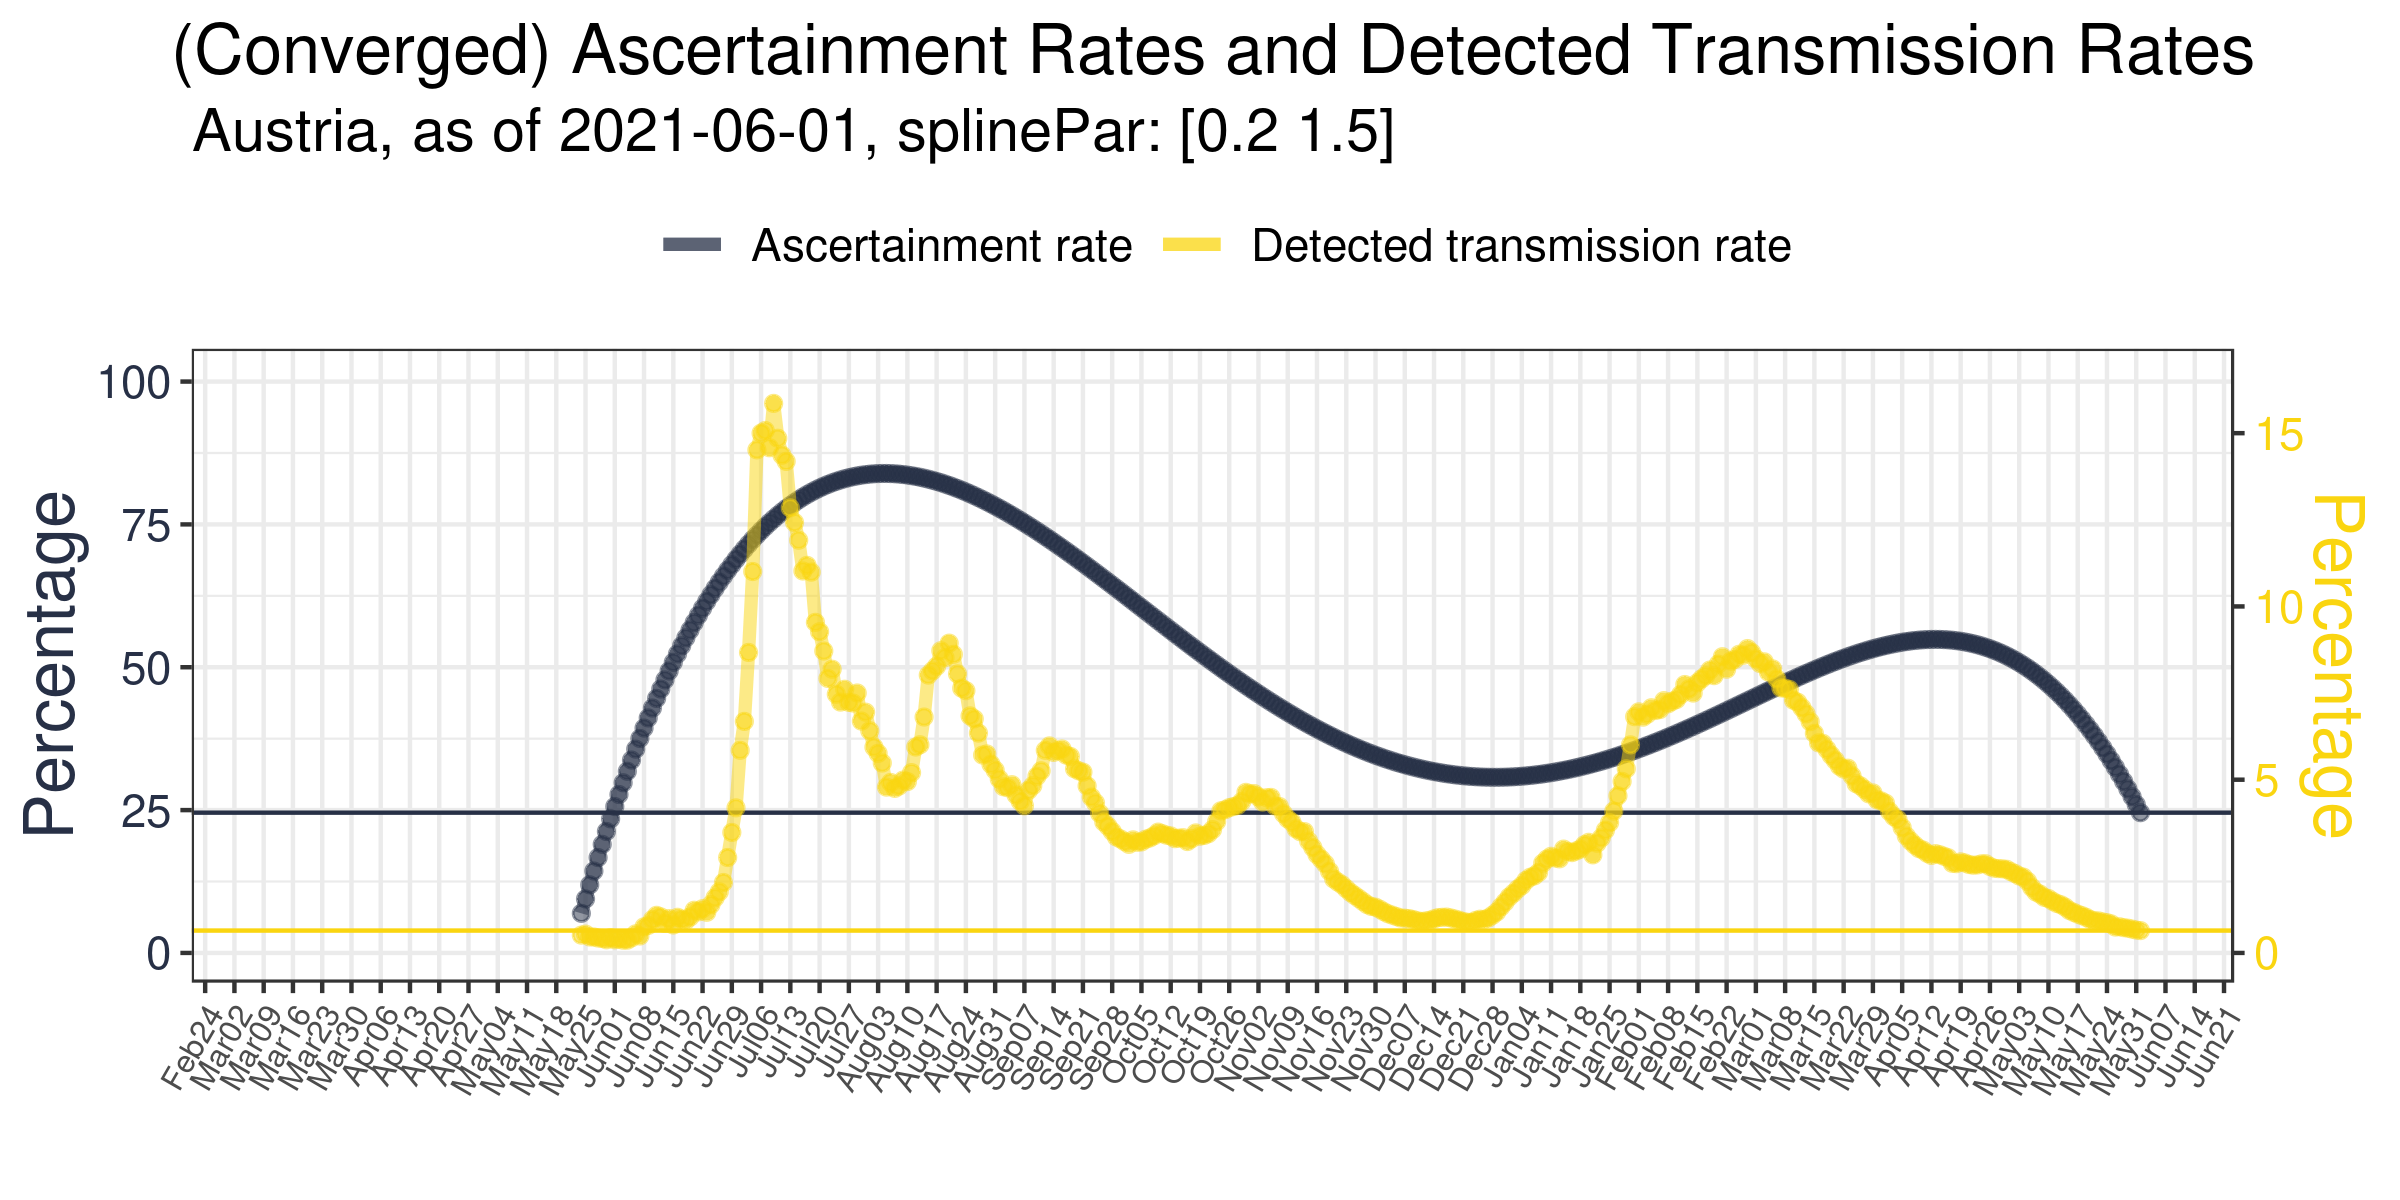 (Converged) Ascertainment Rates and Detected Transmission Rates
Austria, as of 2021-06-01, splinePar: [0.2 1.5]
Ascertainment rate Detected transmission rate
Percentage
100
75
50
25
0
15
10
5
0
Percentage
Feb24 Mar02 Mar09 Mar16 Mar23 Mar30 Apr06 Apr13 Apr20 Apr27 May04 May11 May18 May25 Jun01 Jun08 Jun15 Jun22 Jun29 Jul06 Jul13 Jul20 Jul27 Aug03 Aug10 Aug17 Aug24 Aug31 Sep07 Sep14 Sep21 Sep28 Oct05 Oct12 Oct19 Oct26 Nov02 Nov09 Nov16 Nov23 Nov30 Dec07 Dec14 Dec21 Dec28 Jan04 Jan11 Jan18 Jan25 Feb01 Feb08 Feb15 Feb22 Mar01 Mar08 Mar15 Mar22 Mar29 Apr05 Apr12 Apr19 Apr26 May03 May10 May17 May24 May31 Jun07 Jun14 Jun21